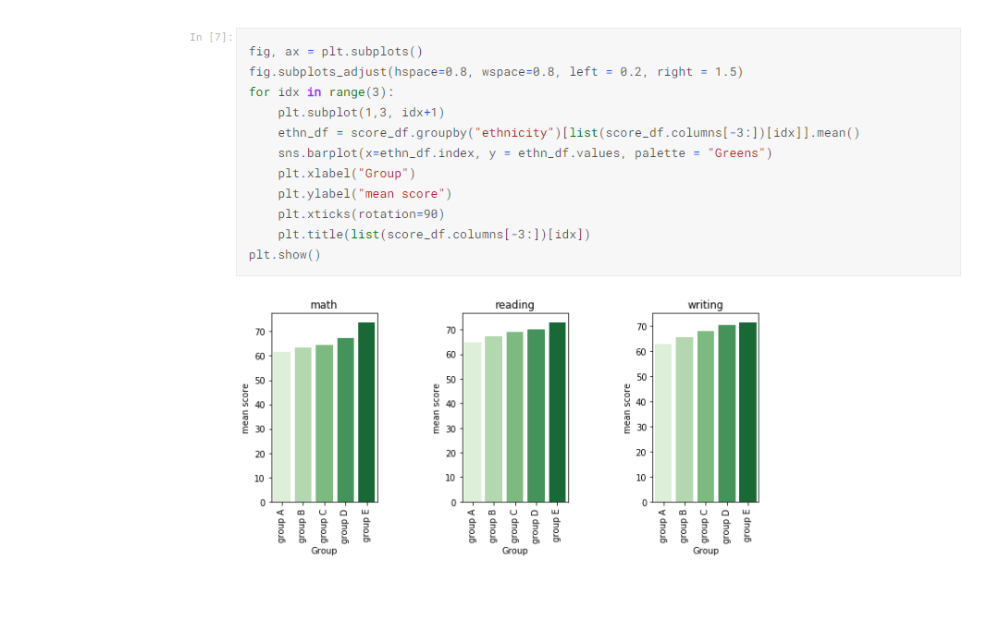 In [7]:
fig, ax = plt.subplots()
fig.subplots_adjust(hspace=0.8, wspace=0.8, left = 0.2, right = 1.5)
for idx in range(3):
    plt.subplot(1,3, idx+1)
    ethn_df = score_df.groupby("ethnicity")[list(score_df.columns[-3:])[idx]].mean()
    sns.barplot(x=ethn_df.index, y = ethn_df.values, palette = "Greens")
    plt.xlabel("Group")
    plt.ylabel("mean score")
    plt.xticks(rotation=90)
    plt.title(list(score_df.columns[-3:])[idx])
plt.show()
math
mean score
70
60
50
40
30
20
10
0
group A
group B
group C
group D
group E
Group
reading
mean score
70
60
50
40
30
20
10
0
group A
group B
group C
group D
group E
Group
writing
mean score
70
60
50
40
30
20
10
0
group A
group B
group C
group D
group E
Group